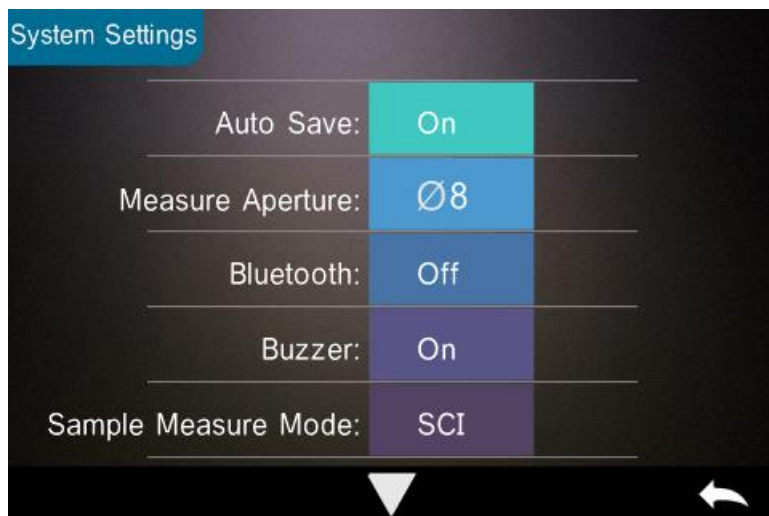 System Settings
Auto Save: On
Measure Aperture: Ø8
Bluetooth: Off
Buzzer: On
Sample Measure Mode: SCI